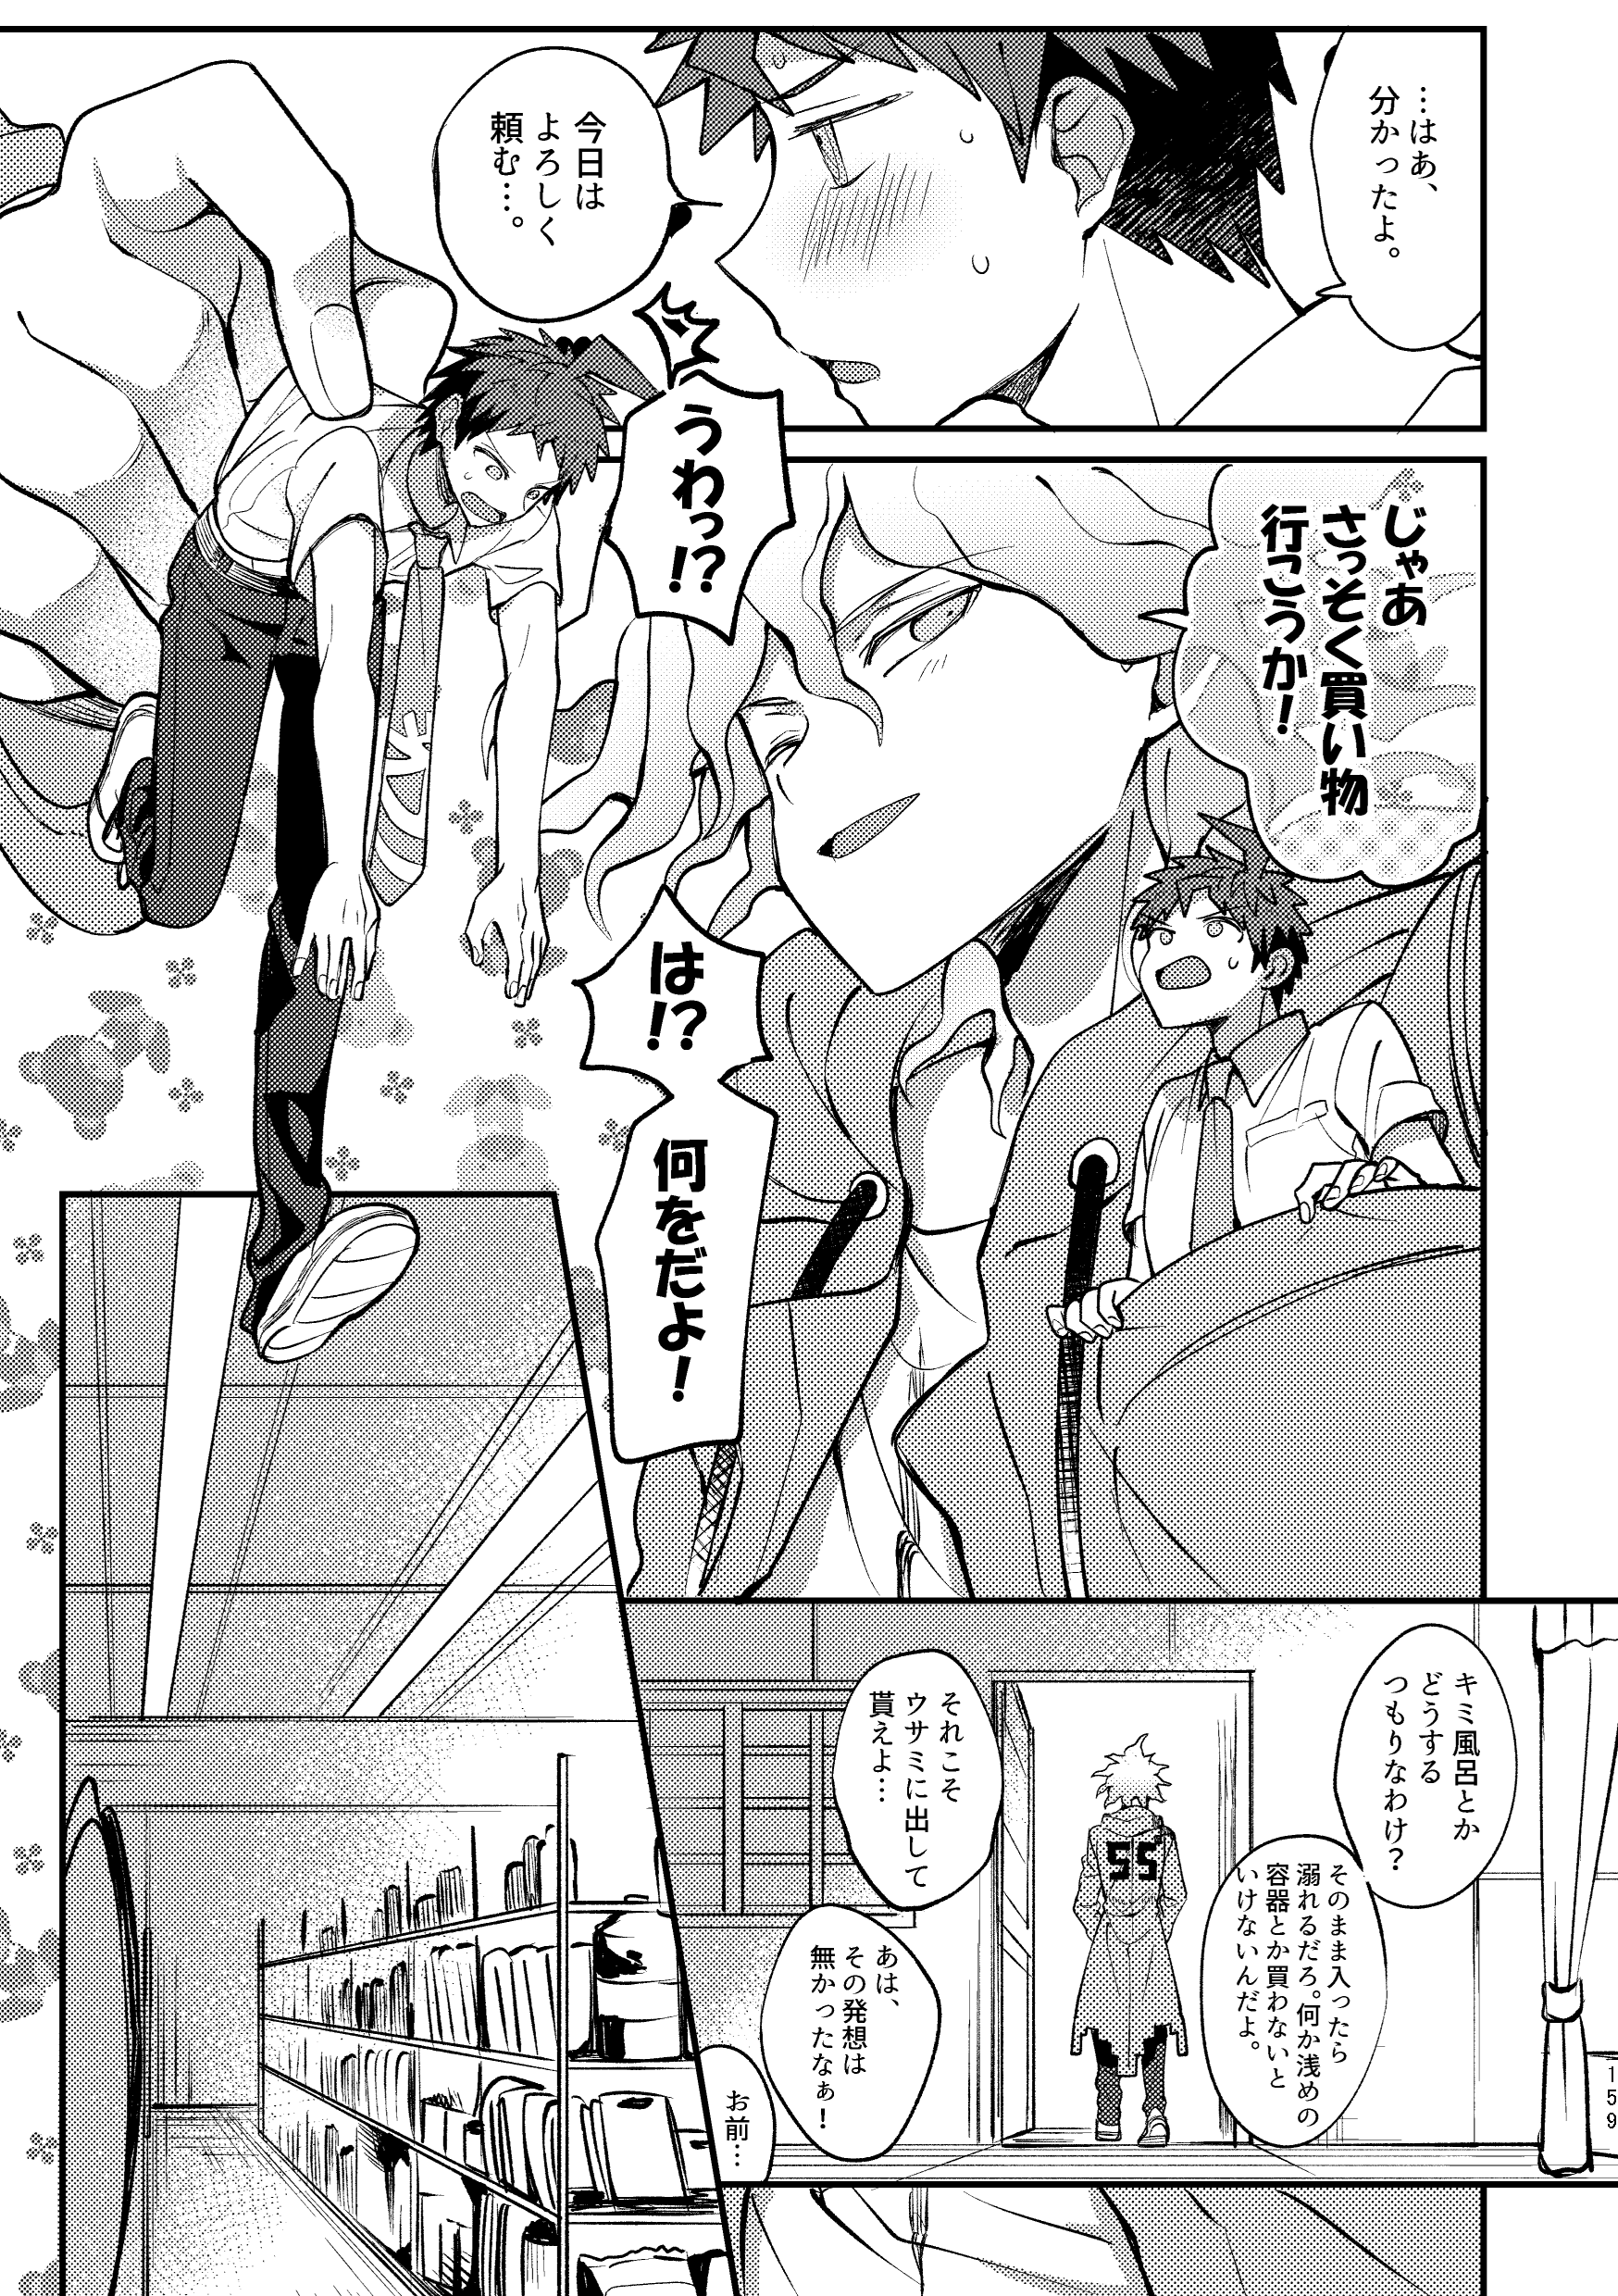 …はあ、
分かったよ。
今日は
よろしく
頼む…。
うわっ!?
じゃあ
さっそく買い物
行こうか！
は!?
何をだよ！
キミ風呂とか
どうする
つもりなわけ？
そのまま入ったら
溺れるだろ。何か浅めの
容器とか買わないと
いけないんだよ。
それこそ
ウサミに出して
貰えよ…
あは、
その発想は
無かったなぁ！
お前…
55
159